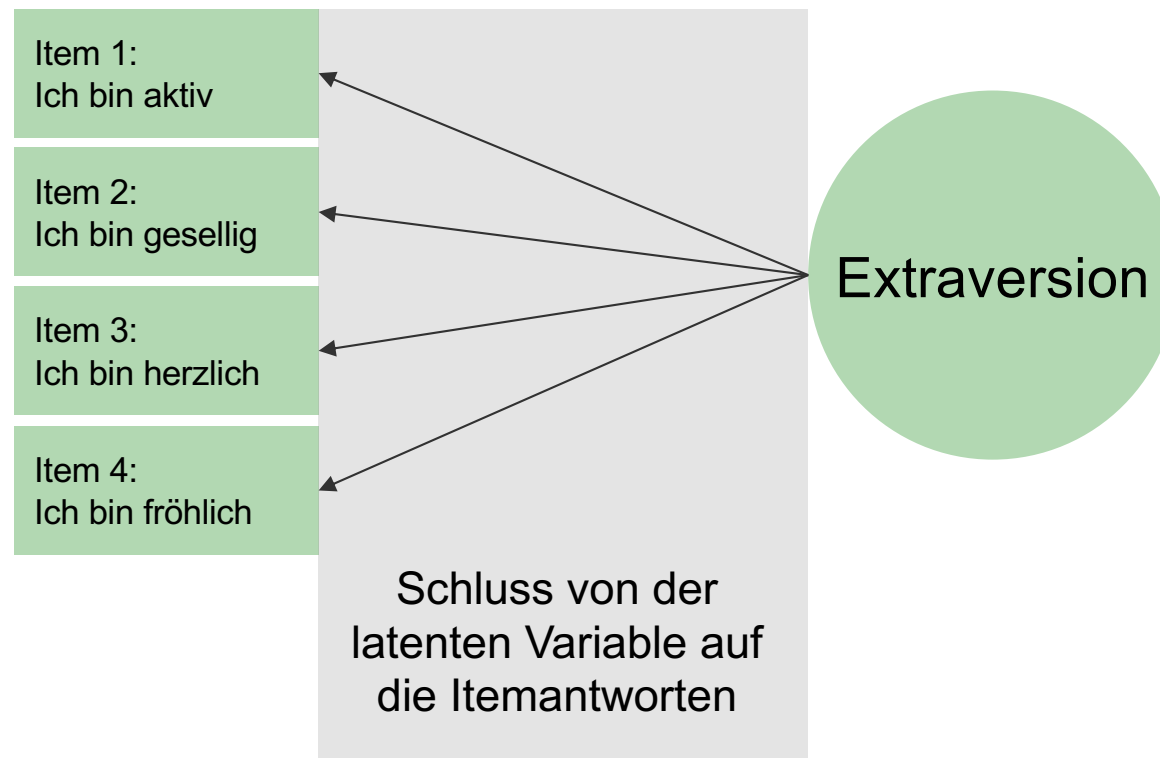 Item 1:
Ich bin aktiv
Item 2:
Ich bin gesellig
Item 3:
Ich bin herzlich
Item 4:
Ich bin fröhlich
Extraversion
Schluss von der
latenten Variable auf
die Itemantworten